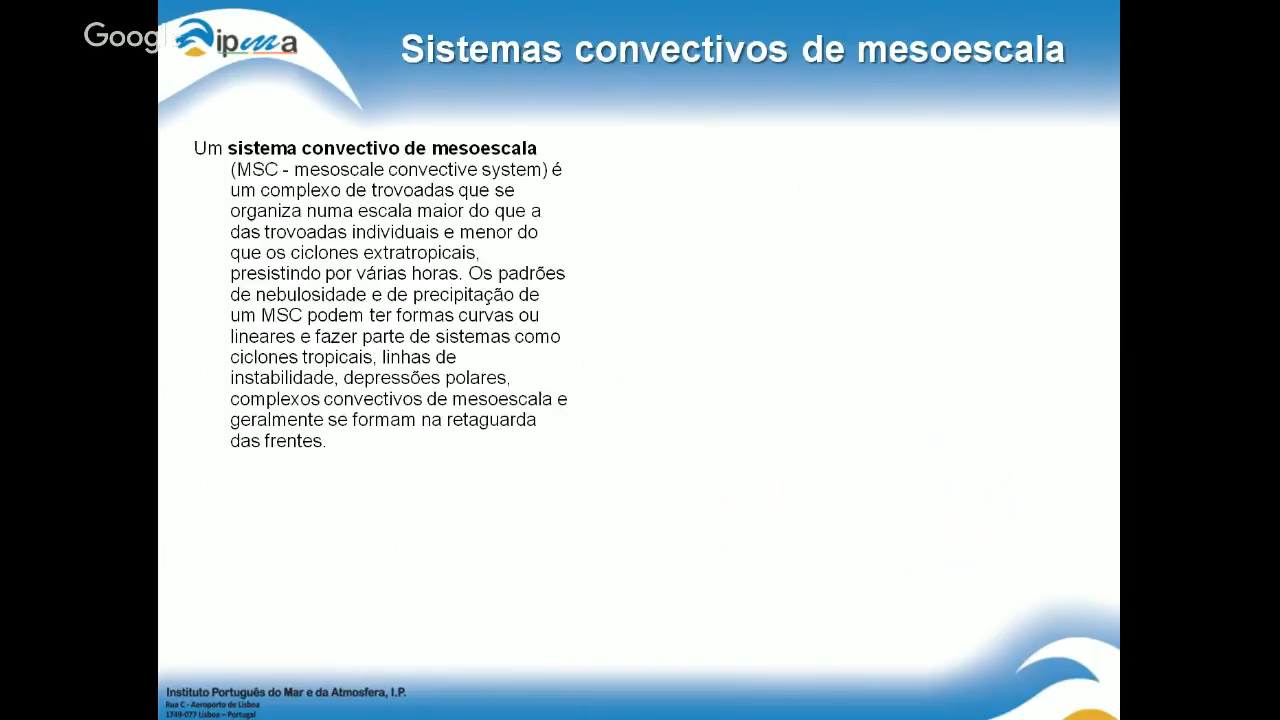 Google
ipma
Sistemas convectivos de mesoescala
Um sistema convectivo de mesoescala
(MSC - mesoscale convective system) é
um complexo de trovoadas que se
organiza numa escala maior do que a
das trovoadas individuais e menor do
que os ciclones extratropicais,
presistindo por várias horas. Os padrões
de nebulosidade e de precipitação de
um MSC podem ter formas curvas ou
lineares e fazer parte de sistemas como
ciclones tropicais, linhas de
instabilidade, depressões polares,
complexos convectivos de mesoescala e
geralmente se formam na retaguarda
das frentes.
Instituto Português do Mar e da Atmosfera, I.P.
Rua C - Aeroporto de Lisboa
1749-077 Lisboa – Portugal